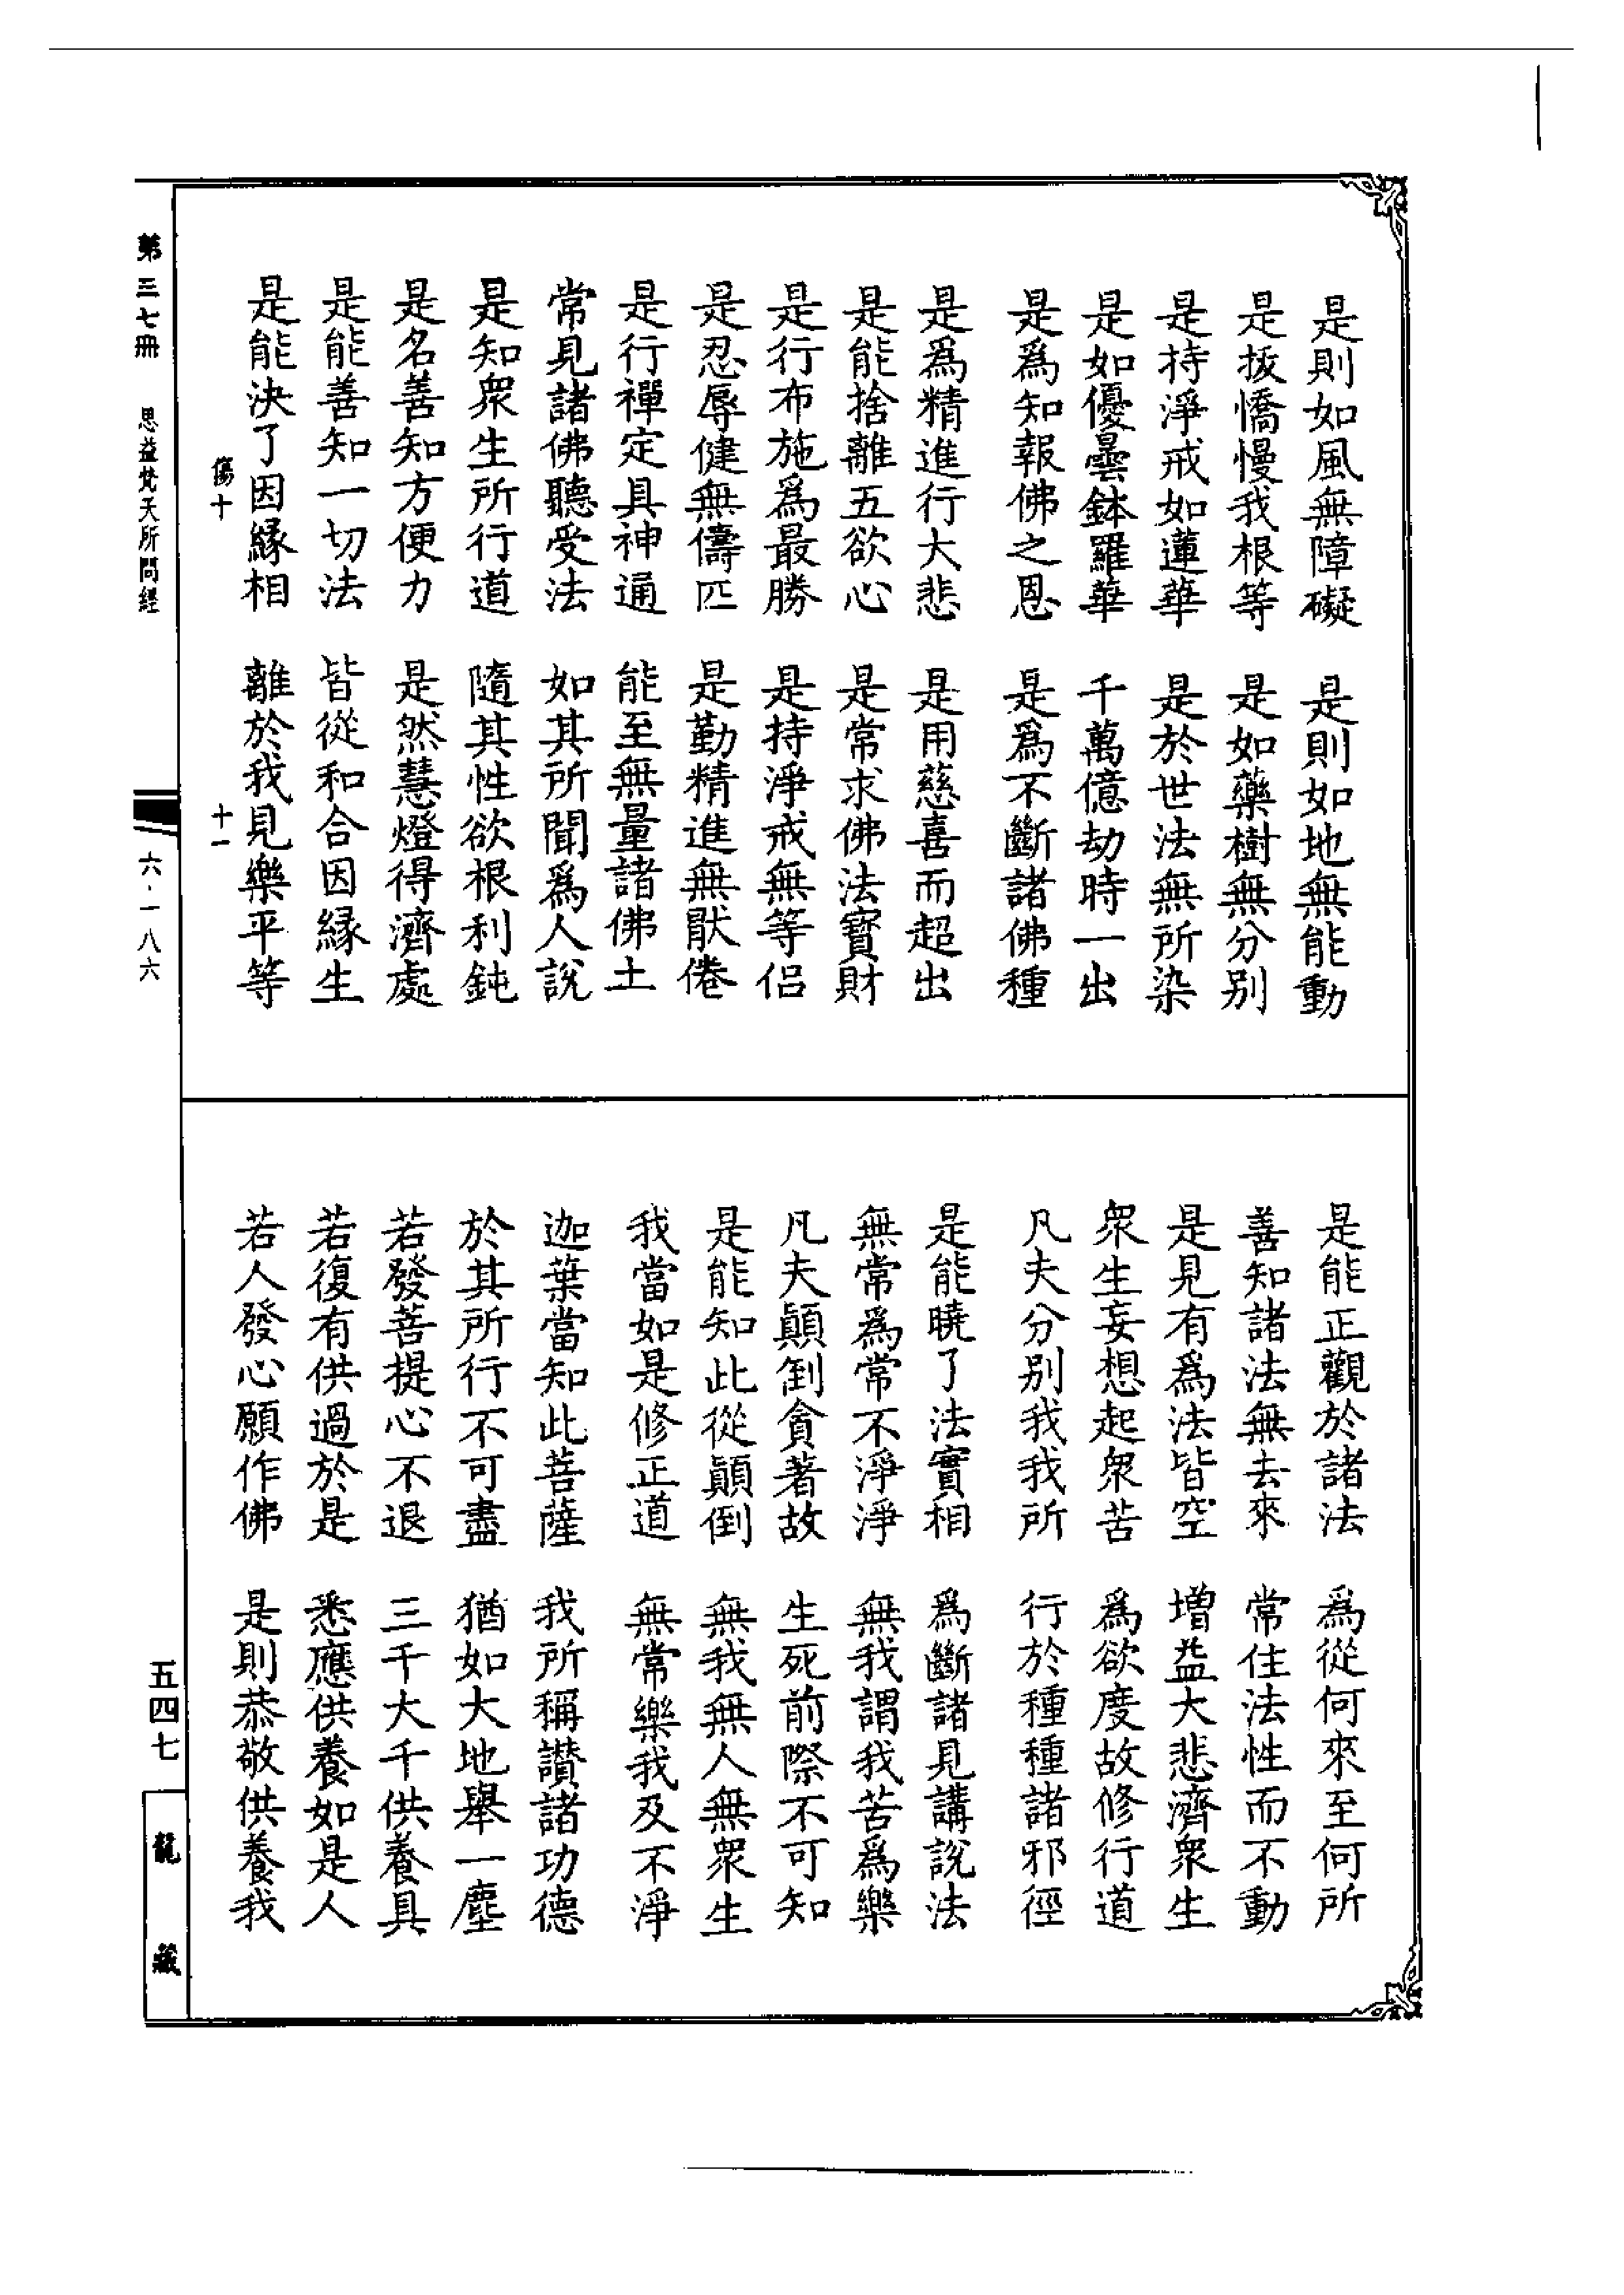 是則如風無障礙　是則如地無能動
是拔憍慢我根等　是如藥樹無分别
是持淨戒如蓮華　是於世法無所染
是如優曇鉢羅華　千萬億劫時一出
是爲知報佛之恩　是爲不斷諸佛種
是爲精進行大悲　是用慈喜而超出
是能捨離五欲心　是常求佛法寳財
是行布施爲最勝　是持淨戒無等侣
是忍辱健無儔匹　是勤精進無猒倦
是行禪定具神通　能至無量諸佛土
常見諸佛聽受法　如其所聞爲人說
是知衆生所行道　隨其性欲根利鈍
是名善知方便力　是然慧燈得濟處
是能善知一切法　皆從和合因緣生
是能決了因緣相　離於我見樂平等
傷十　十一
是能正觀於諸法　爲從何來至何所
善知諸法無去來　常住法性而不動
是見有爲法皆空　增益大悲濟衆生
衆生妄想起衆苦　爲欲度故修行道
凡夫分别我我所　行於種種諸邪徑
是能曉了法實相　爲斷諸見講說法
無常爲常不淨淨　無我謂我苦爲樂
凡夫顚倒貪著故　生死前際不可知
是能知此從顚倒　無我無人無衆生
我當如是修正道　無常樂我及不淨
迦葉當知此菩薩　我所稱讃諸功德
於其所行不可盡　猶如大地舉一塵
若發菩提心不退　三千大千供養具
若復有供過於是　悉應供養如是人
若人發心願作佛　是則恭敬供養我
第三七冊　思益梵天所問經　六·一八六
五四七
龍藏